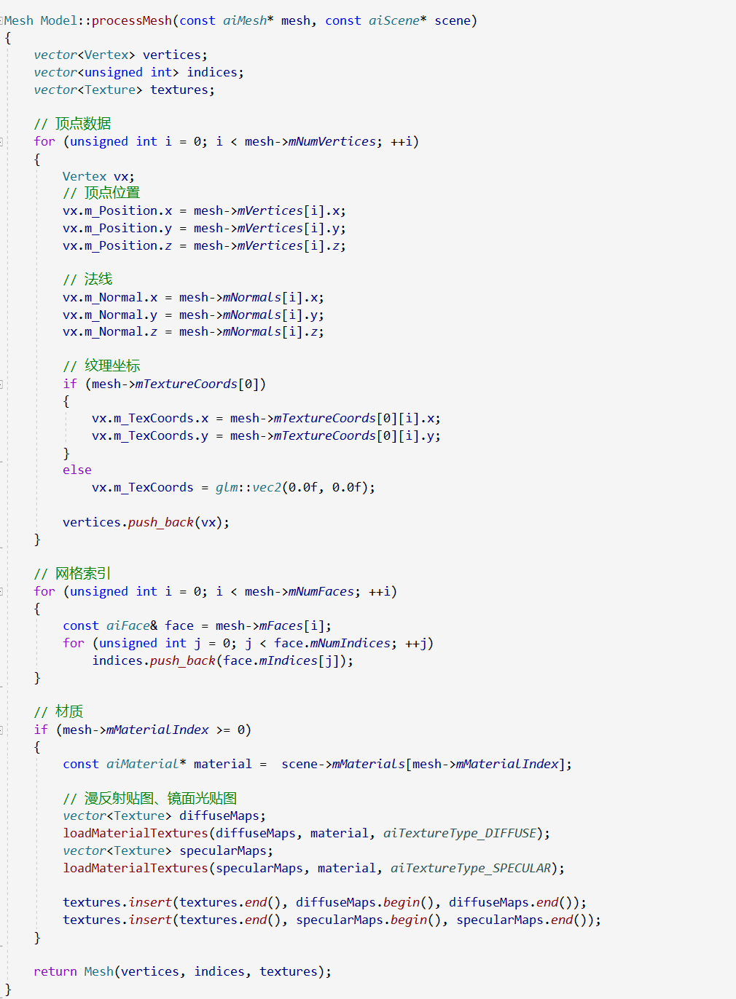 Mesh Model::processMesh(const aiMesh* mesh, const aiScene* scene)
{
    vector<Vertex> vertices;
    vector<unsigned int> indices;
    vector<Texture> textures;

    // 顶点数据
    for (unsigned int i = 0; i < mesh->mNumVertices; ++i)
    {
        Vertex vx;
        // 顶点位置
        vx.m_Position.x = mesh->mVertices[i].x;
        vx.m_Position.y = mesh->mVertices[i].y;
        vx.m_Position.z = mesh->mVertices[i].z;

        // 法线
        vx.m_Normal.x = mesh->mNormals[i].x;
        vx.m_Normal.y = mesh->mNormals[i].y;
        vx.m_Normal.z = mesh->mNormals[i].z;

        // 纹理坐标
        if (mesh->mTextureCoords[0])
        {
            vx.m_TexCoords.x = mesh->mTextureCoords[0][i].x;
            vx.m_TexCoords.y = mesh->mTextureCoords[0][i].y;
        }
        else
            vx.m_TexCoords = glm::vec2(0.0f, 0.0f);

        vertices.push_back(vx);
    }

    // 网格索引
    for (unsigned int i = 0; i < mesh->mNumFaces; ++i)
    {
        const aiFace& face = mesh->mFaces[i];
        for (unsigned int j = 0; j < face.mNumIndices; ++j)
            indices.push_back(face.mIndices[j]);
    }

    // 材质
    if (mesh->mMaterialIndex >= 0)
    {
        const aiMaterial* material =  scene->mMaterials[mesh->mMaterialIndex];

        // 漫反射贴图、镜面光贴图
        vector<Texture> diffuseMaps;
        loadMaterialTextures(diffuseMaps, material, aiTextureType_DIFFUSE);
        vector<Texture> specularMaps;
        loadMaterialTextures(specularMaps, material, aiTextureType_SPECULAR);

        textures.insert(textures.end(), diffuseMaps.begin(), diffuseMaps.end());
        textures.insert(textures.end(), specularMaps.begin(), specularMaps.end());
    }

    return Mesh(vertices, indices, textures);
}